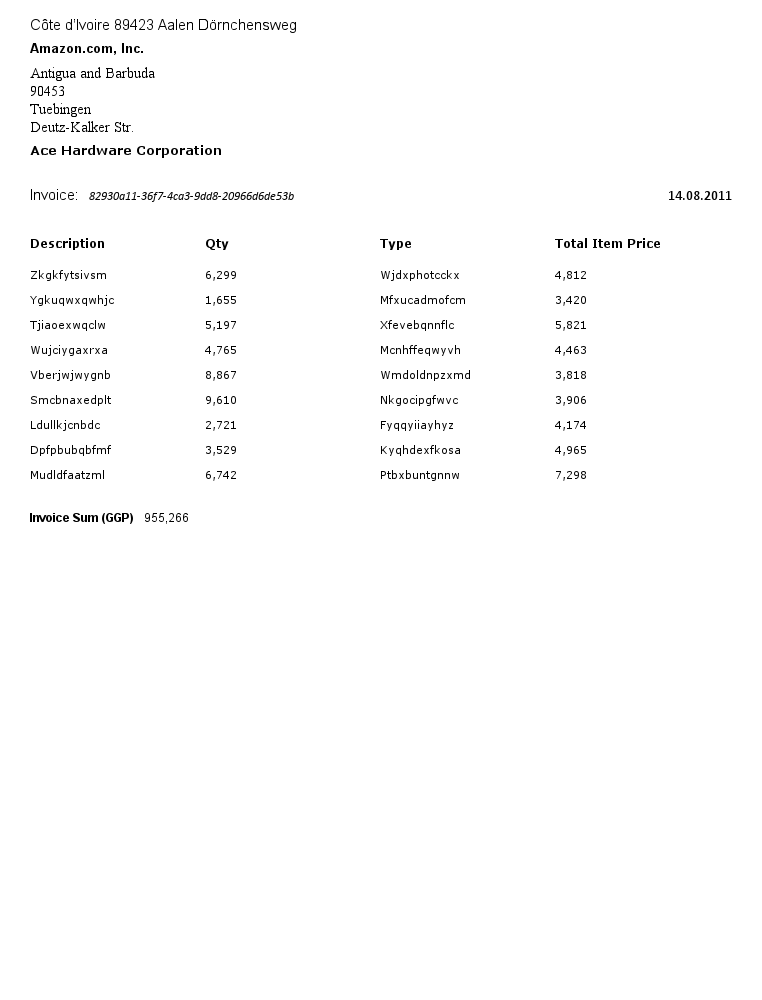 Côte d'Ivoire 89423 Aalen Dörnchensweg
Amazon.com, Inc.
Antigua and Barbuda
90453
Tuebingen
Deutz-Kalker Str.
Ace Hardware Corporation
Invoice: 82930a11-36f7-4ca3-9dd8-20966d6de53b 14.08.2011
Description Qty Type Total Item Price
Zkgkfytsivsm 6,299 Wjdxphotcckx 4,812
Ygkuqwxqwhjc 1,655 Mfxucadmofcm 3,420
Tjiaoexwqclw 5,197 Xfevebqnnflc 5,821
Wujciygaxrxa 4,765 Mcnhffeqwyvh 4,463
Vberjwjwygnb 8,867 Wmdoldnpzxmd 3,818
Smcbnaxedplt 9,610 Nkgocipgfwvc 3,906
Ldullkjcnbdc 2,721 Fyqqyiiayhyz 4,174
Dpfpbubqbfmf 3,529 Kyqhdexfkosa 4,965
Mudldfaatzml 6,742 Ptbxbuntgnnw 7,298
Invoice Sum (GGP) 955,266